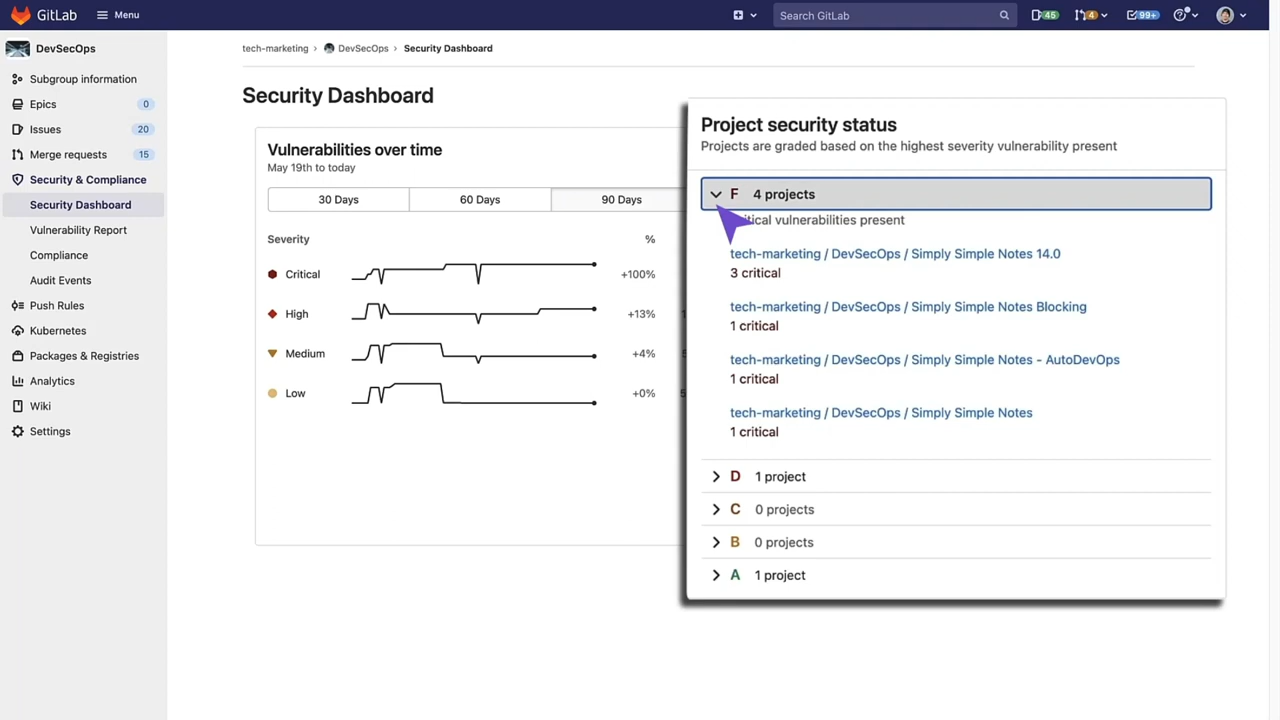 GitLab
Menu
Search GitLab
45
4
99+
DevSecOps
Subgroup information
Epics
0
Issues
20
Merge requests
15
Security & Compliance
Security Dashboard
Vulnerability Report
Compliance
Audit Events
Push Rules
Kubernetes
Packages & Registries
Analytics
Wiki
Settings
tech-marketing › DevSecOps › Security Dashboard
Security Dashboard
Vulnerabilities over time
May 19th to today
30 Days
60 Days
90 Days
Severity
%
Critical
+100%
High
+13%
Medium
+4%
Low
+0%
Project security status
Projects are graded based on the highest severity vulnerability present
F 4 projects
vulnerabilities present
tech-marketing / DevSecOps / Simply Simple Notes 14.0
3 critical
tech-marketing / DevSecOps / Simply Simple Notes Blocking
1 critical
tech-marketing / DevSecOps / Simply Simple Notes - AutoDevOps
1 critical
tech-marketing / DevSecOps / Simply Simple Notes
1 critical
D 1 project
C 0 projects
B 0 projects
A 1 project